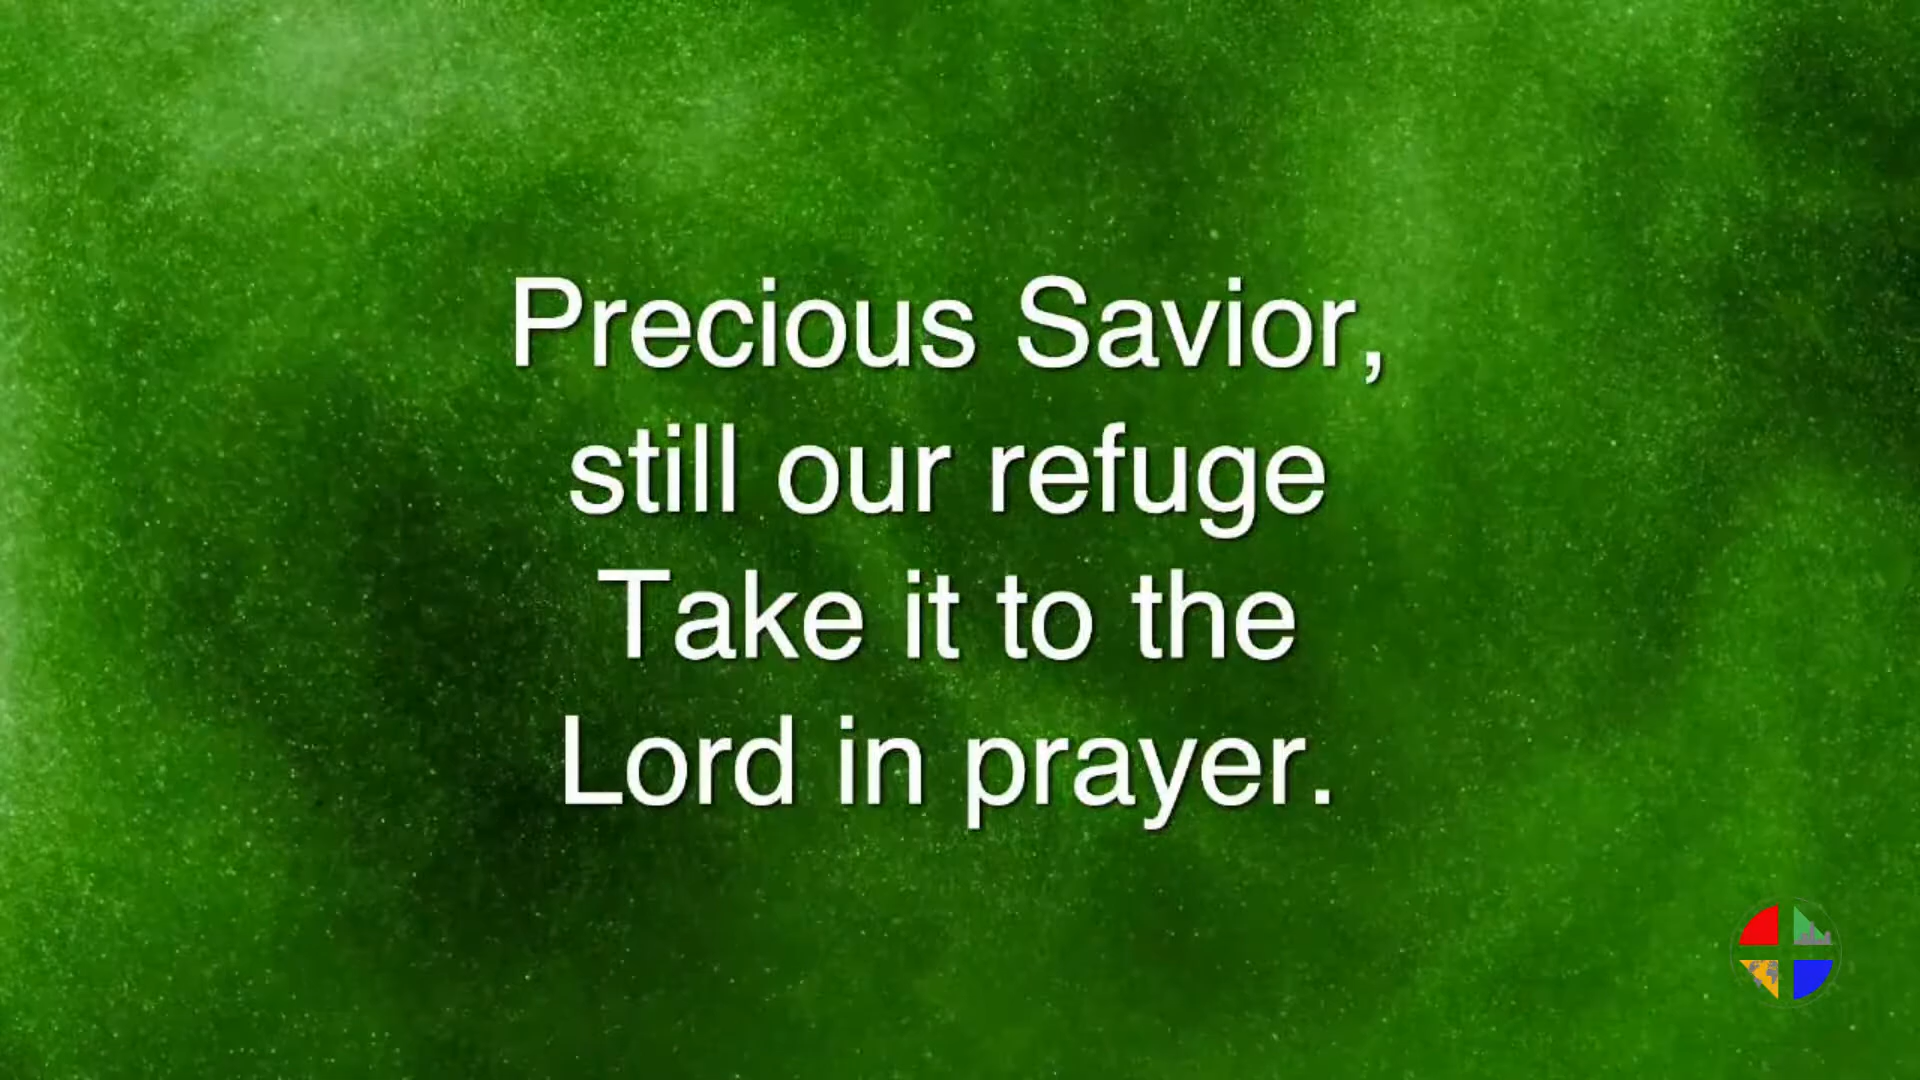 Precious Savior,
still our refuge
Take it to the
Lord in prayer.